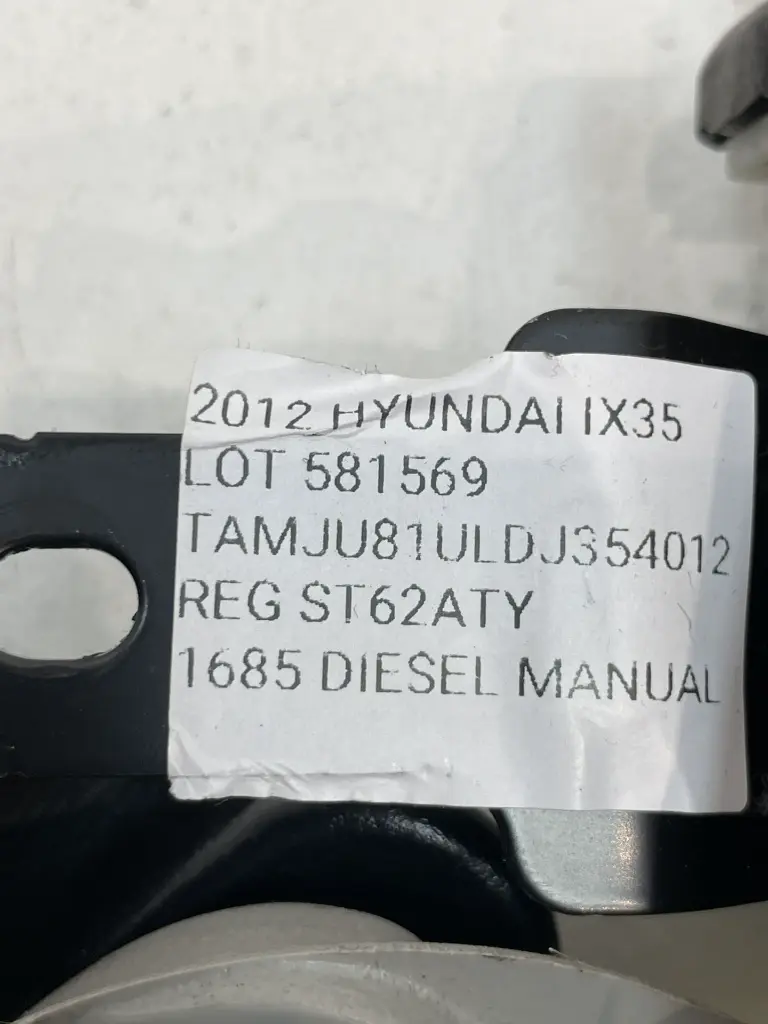 2012 HYUNDAI IX35
LOT 581569
TAMJU81ULDJ354012
REG ST62ATY
1685 DIESEL MANUAL